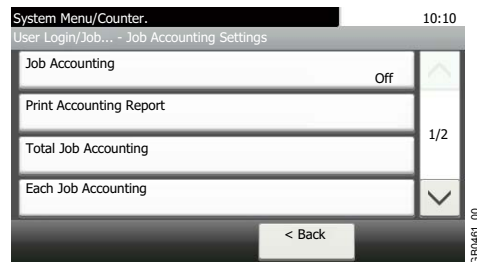 System Menu/Counter.
10:10
User Login/Job... - Job Accounting Settings
Job Accounting
Off
Print Accounting Report
1/2
Total Job Accounting
Each Job Accounting
< Back
GB0461_00